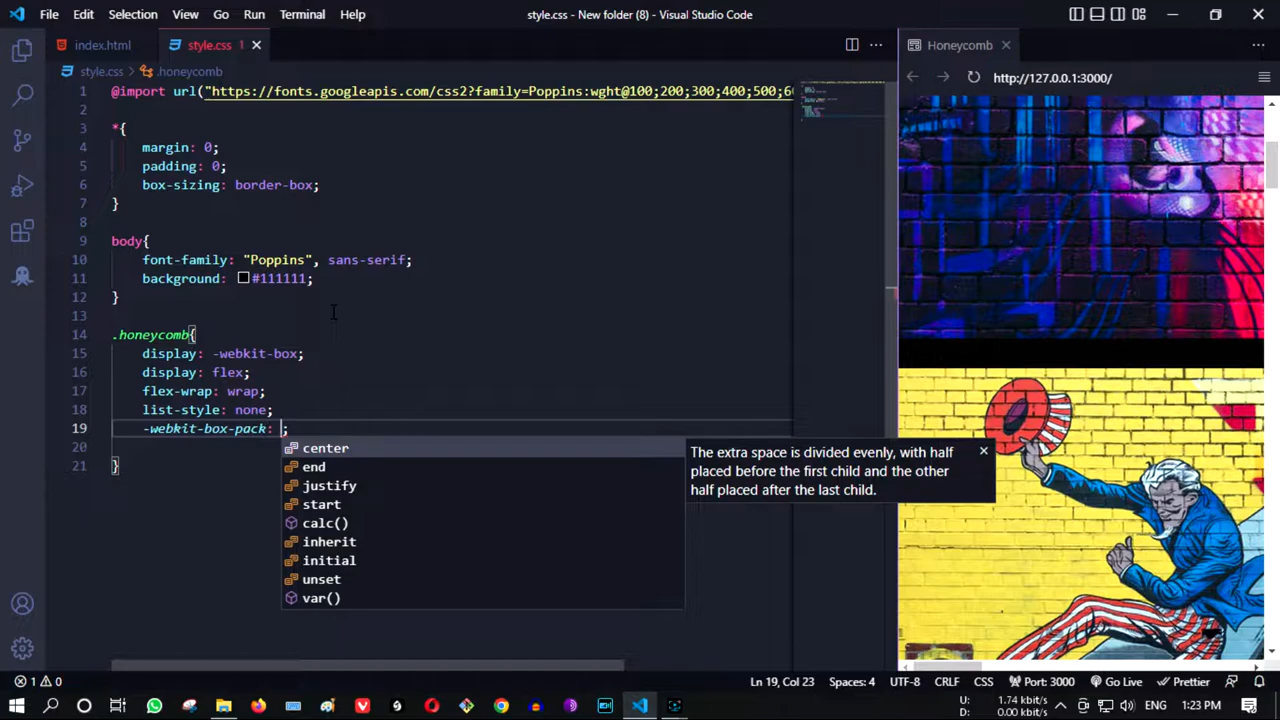 File Edit Selection View Go Run Terminal Help
style.css - New folder (8) - Visual Studio Code
index.html
style.css 1
Honeycomb
style.css > .honeycomb
http://127.0.0.1:3000/
1 @import url("https://fonts.googleapis.com/css2?family=Poppins:wght@100;200;300;400;500;60
2
3 *{
4 margin: 0;
5 padding: 0;
6 box-sizing: border-box;
7 }
8
9 body{
10 font-family: "Poppins", sans-serif;
11 background: #111111;
12 }
13
14 .honeycomb{
15 display: -webkit-box;
16 display: flex;
17 flex-wrap: wrap;
18 list-style: none;
19 -webkit-box-pack: ;
20
21 }
center
end
justify
start
calc()
inherit
initial
unset
var()
The extra space is divided evenly, with half
placed before the first child and the other
half placed after the last child.
1 0
Ln 19, Col 23 Spaces: 4 UTF-8 CRLF CSS Port: 3000 Go Live Prettier
U: 1.74 kbit/s
D: 0.00 kbit/s
ENG 1:23 PM